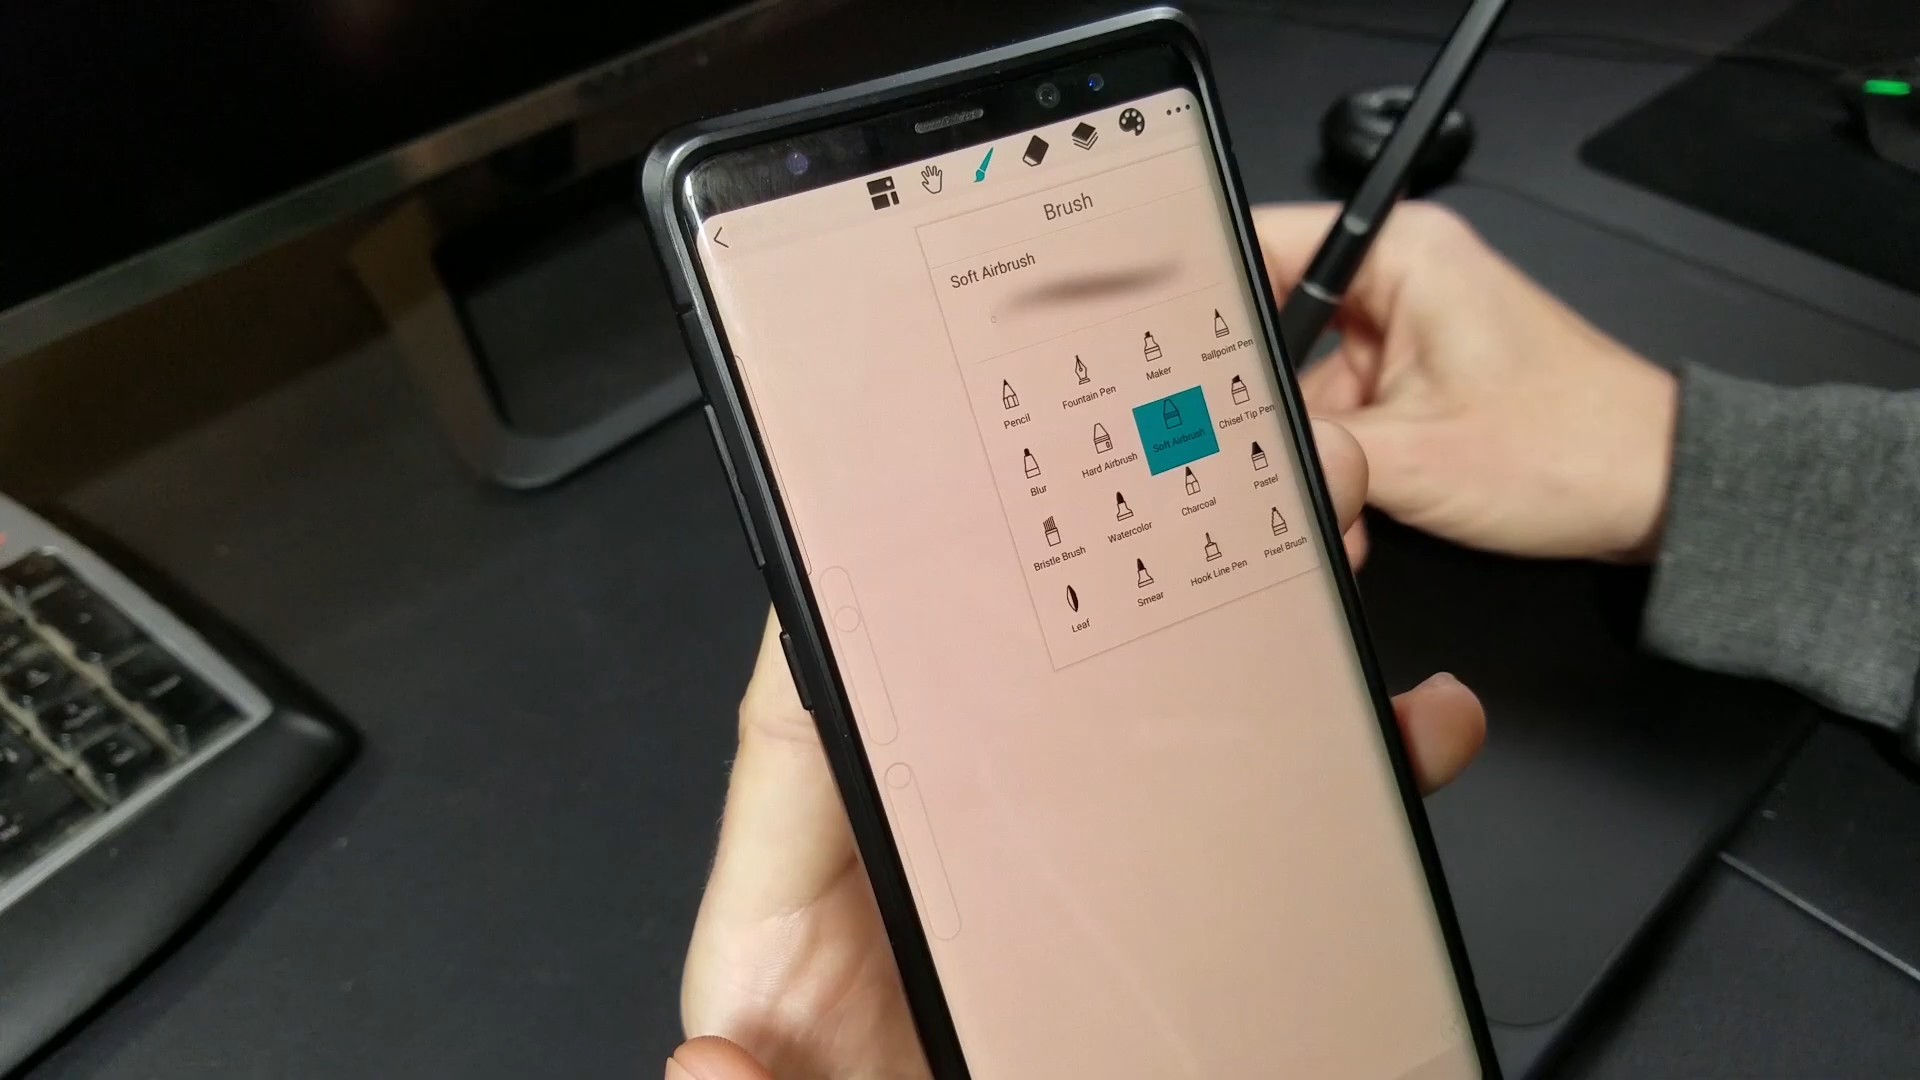 Brush
Soft Airbrush
Pencil
Fountain Pen
Maker
Ballpoint Pen
Blur
Hard Airbrush
Soft Airbrush
Chisel Tip Pen
Bristle Brush
Watercolor
Charcoal
Pastel
Leaf
Smear
Hook Line Pen
Pixel Brush